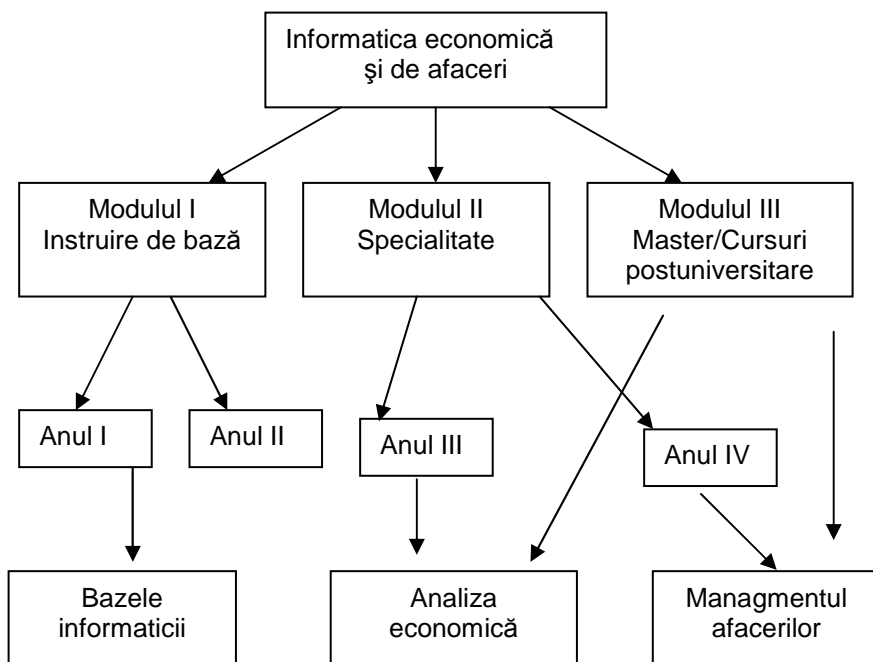 Informatica economică
şi de afaceri
Modulul I
Instruire de bază
Modulul II
Specialitate
Modulul III
Master/Cursuri
postuniversitare
Anul I
Anul II
Anul III
Anul IV
Bazele
informaticii
Analiza
economică
Managmentul
afacerilor